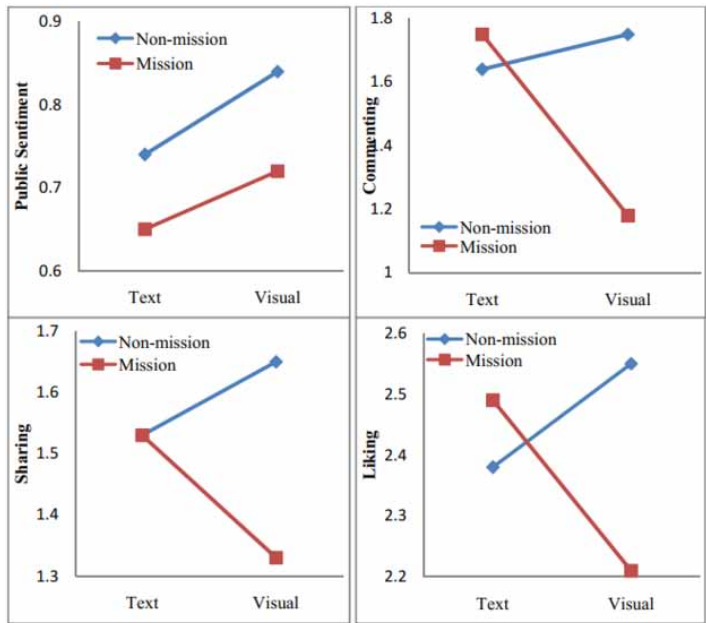 0.9
Non-mission
Mission
0.8
0.7
0.6
Public Sentiment
Text Visual
1.8
1.6
1.4
1.2
1
Commenting
Non-mission
Mission
Text Visual
1.7
Non-mission
Mission
1.6
1.5
1.4
1.3
Sharing
Text Visual
2.6
Non-mission
Mission
2.5
2.4
2.3
2.2
Liking
Text Visual